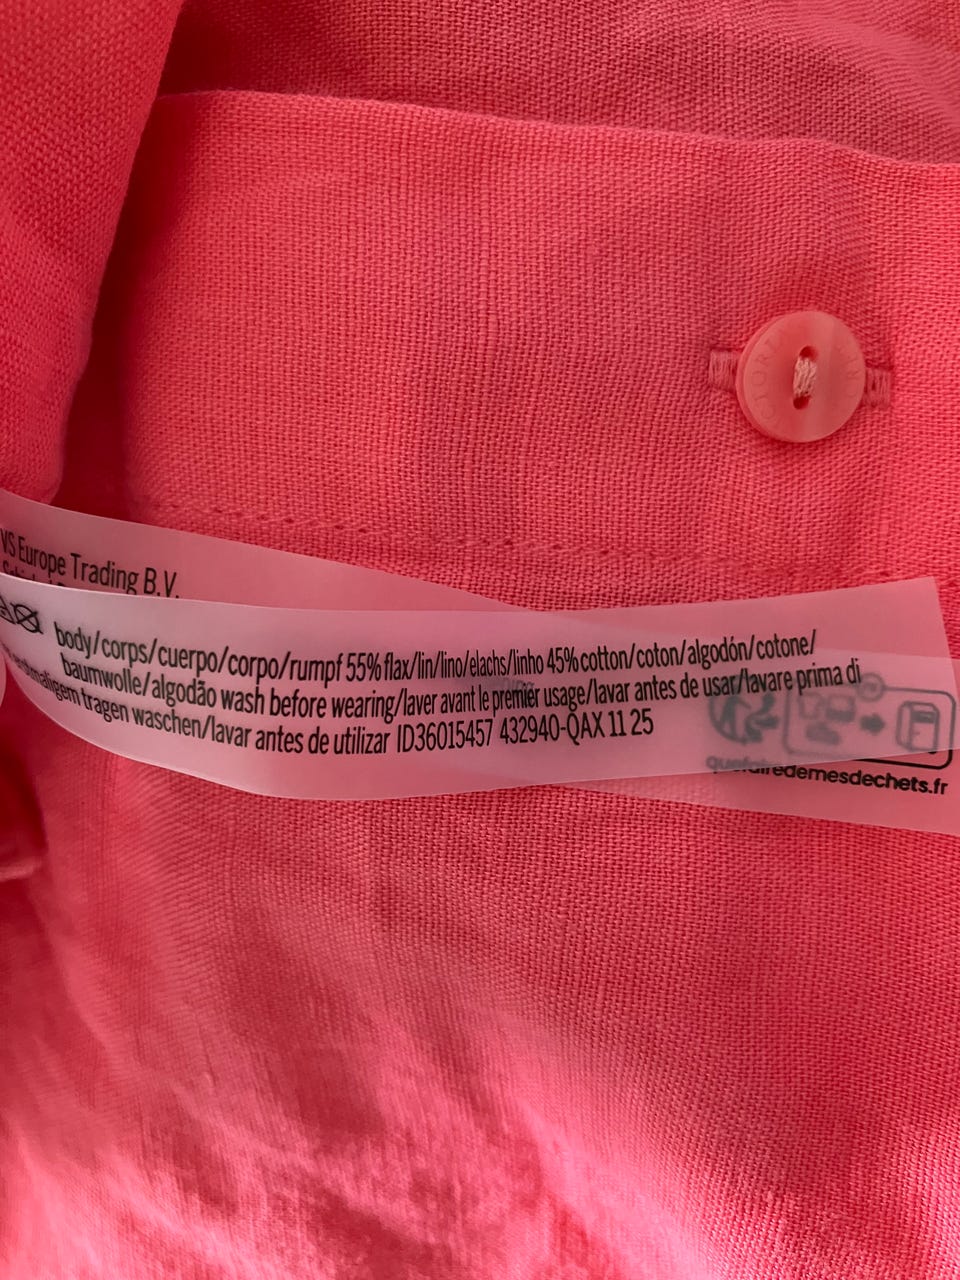 VS Europe Trading B.V.
body/corps/cuerpo/corpo/rumpf 55% flax/lin/lino/elachs/linho 45% cotton/coton/algodón/cotone/
baumwolle/algodão wash before wearing/laver avant le premier usage/lavar antes de usar/lavare prima di
tragen waschen/lavar antes de utilizar ID36015457 432940-QAX 11 25
quefairedemesdechets.fr